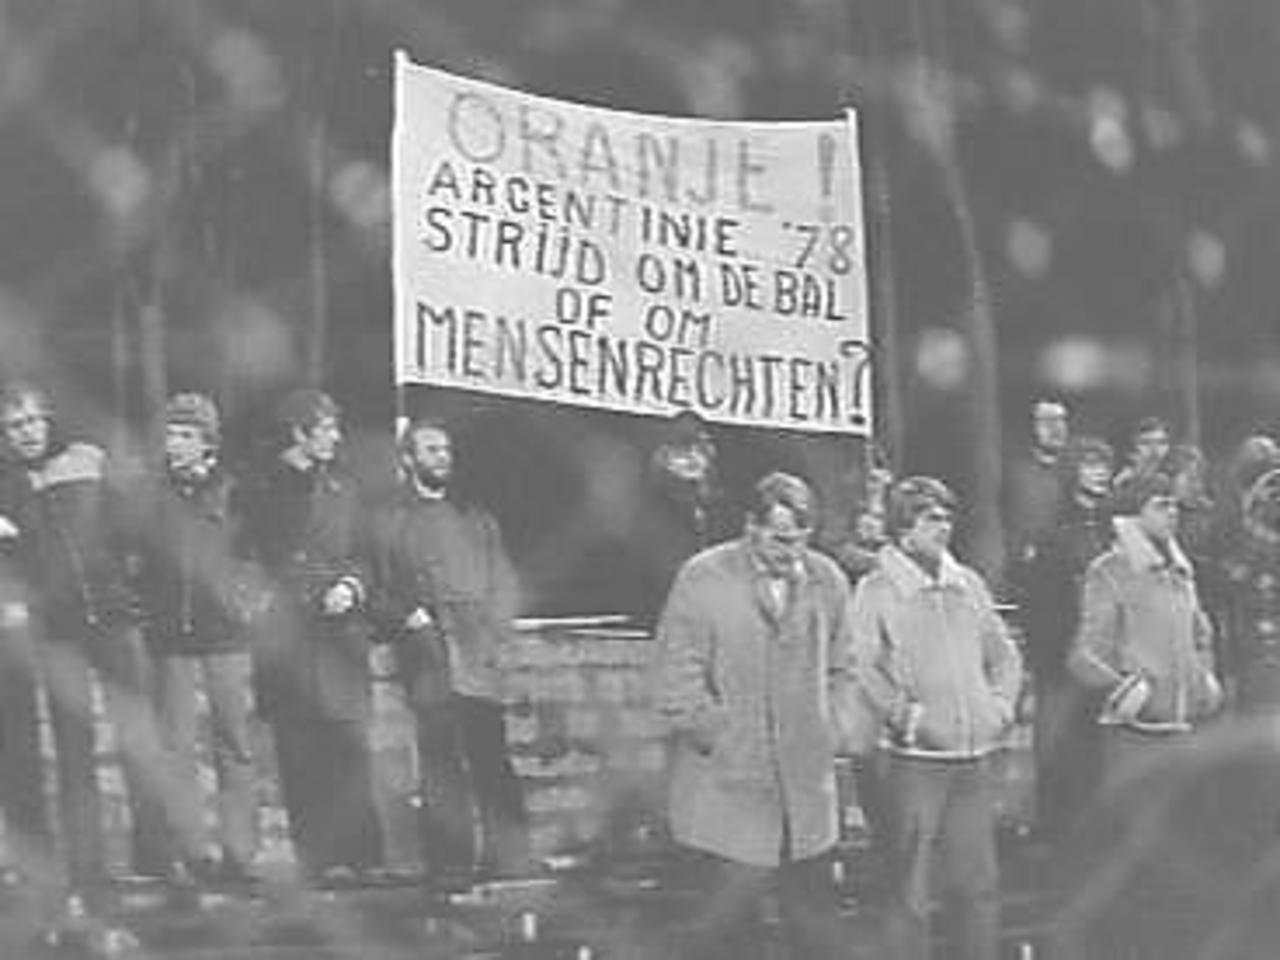 ORANJE!
ARGENTINIE '78
STRIJD OM DE BAL
OF OM
MENSENRECHTEN?